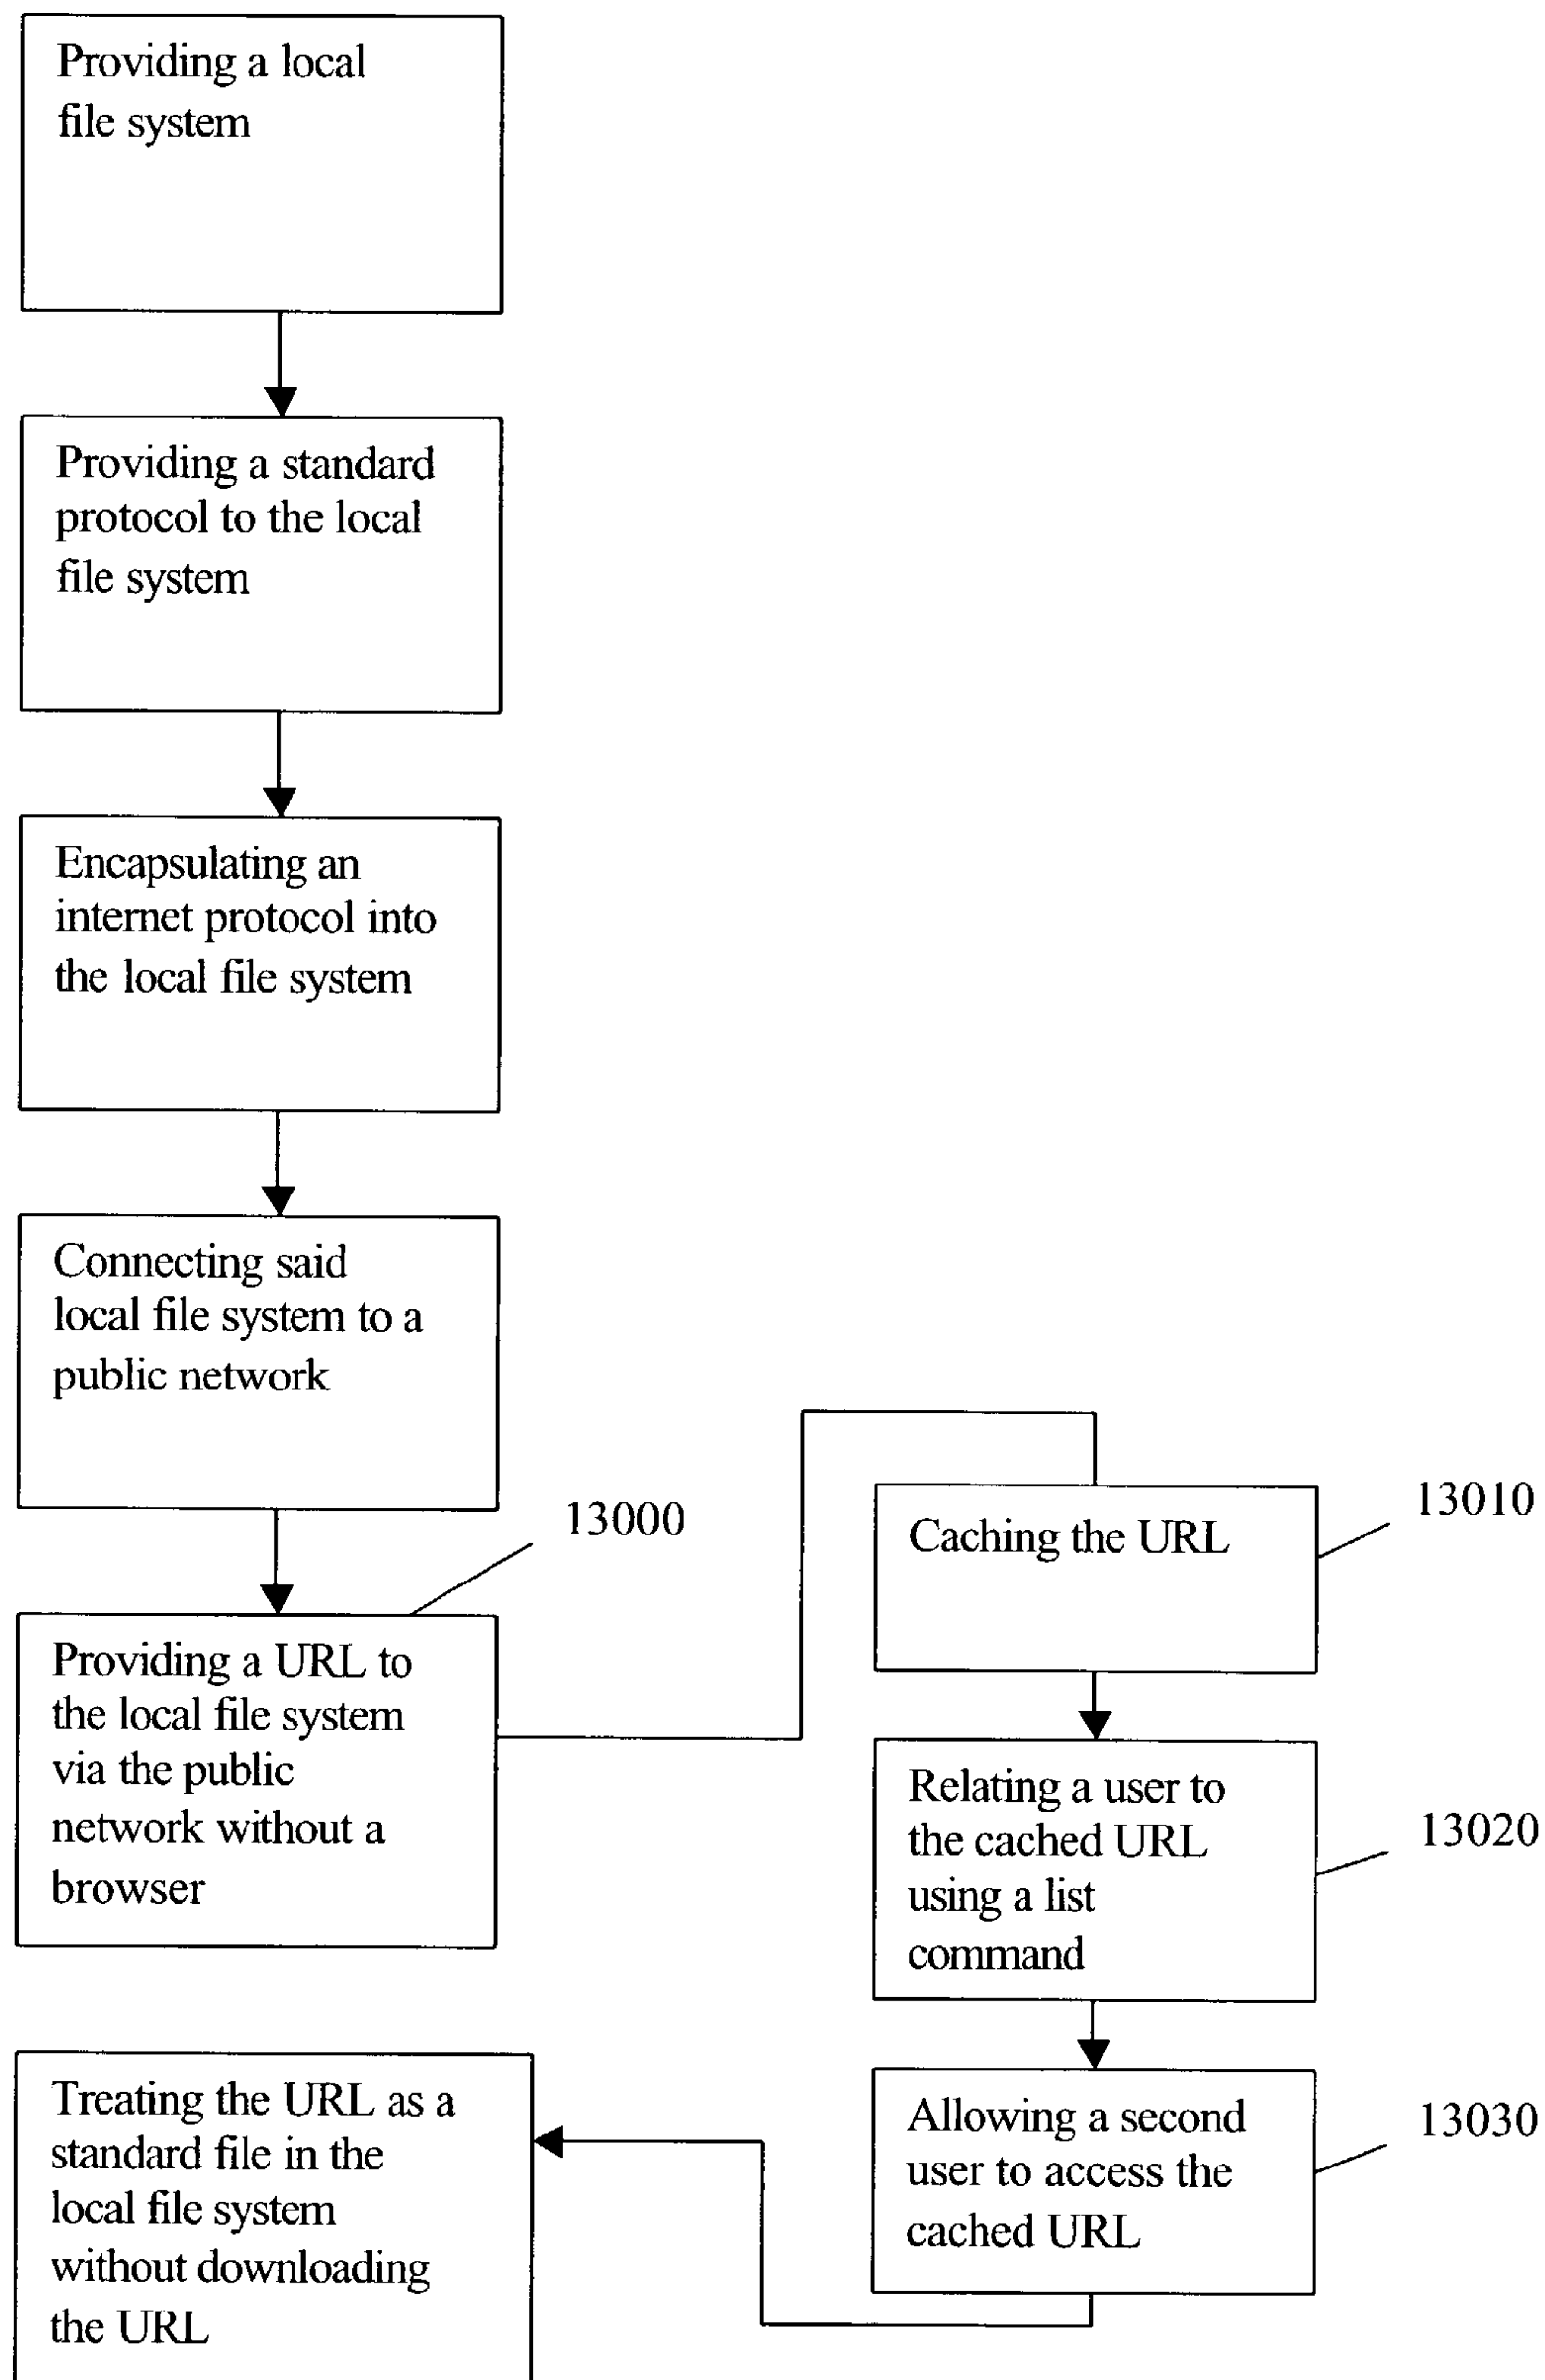 Providing a local
file system
Providing a standard
protocol to the local
file system
Encapsulating an
internet protocol into
the local file system
Connecting said
local file system to a
public network
13000
Providing a URL to
the local file system
via the public
network without a
browser
Caching the URL
13010
Relating a user to
the cached URL
using a list
command
13020
Allowing a second
user to access the
cached URL
13030
Treating the URL as a
standard file in the
local file system
without downloading
the URL